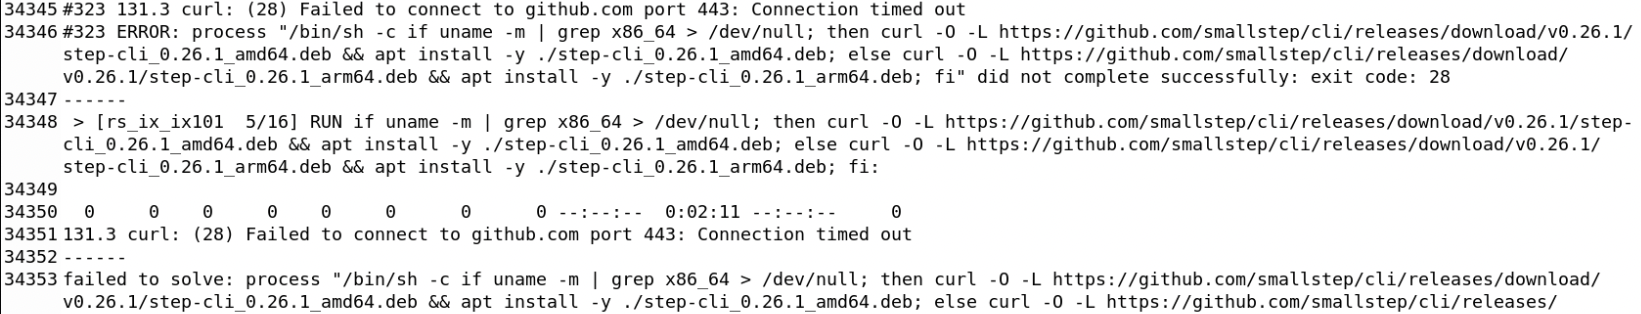 34345 #323 131.3 curl: (28) Failed to connect to github.com port 443: Connection timed out
34346 #323 ERROR: process "/bin/sh -c if uname -m | grep x86_64 > /dev/null; then curl -O -L https://github.com/smallstep/cli/releases/download/v0.26.1/
step-cli_0.26.1_amd64.deb && apt install -y ./step-cli_0.26.1_amd64.deb; else curl -O -L https://github.com/smallstep/cli/releases/download/
v0.26.1/step-cli_0.26.1_arm64.deb && apt install -y ./step-cli_0.26.1_arm64.deb; fi" did not complete successfully: exit code: 28
34347 ------
34348  > [rs_ix_ix101  5/16] RUN if uname -m | grep x86_64 > /dev/null; then curl -O -L https://github.com/smallstep/cli/releases/download/v0.26.1/step-
cli_0.26.1_amd64.deb && apt install -y ./step-cli_0.26.1_amd64.deb; else curl -O -L https://github.com/smallstep/cli/releases/download/v0.26.1/
step-cli_0.26.1_arm64.deb && apt install -y ./step-cli_0.26.1_arm64.deb; fi:
34349
34350   0     0    0     0    0     0      0      0 --:--:--  0:02:11 --:--:--     0
34351 131.3 curl: (28) Failed to connect to github.com port 443: Connection timed out
34352 ------
34353 failed to solve: process "/bin/sh -c if uname -m | grep x86_64 > /dev/null; then curl -O -L https://github.com/smallstep/cli/releases/download/
v0.26.1/step-cli_0.26.1_amd64.deb && apt install -y ./step-cli_0.26.1_amd64.deb; else curl -O -L https://github.com/smallstep/cli/releases/